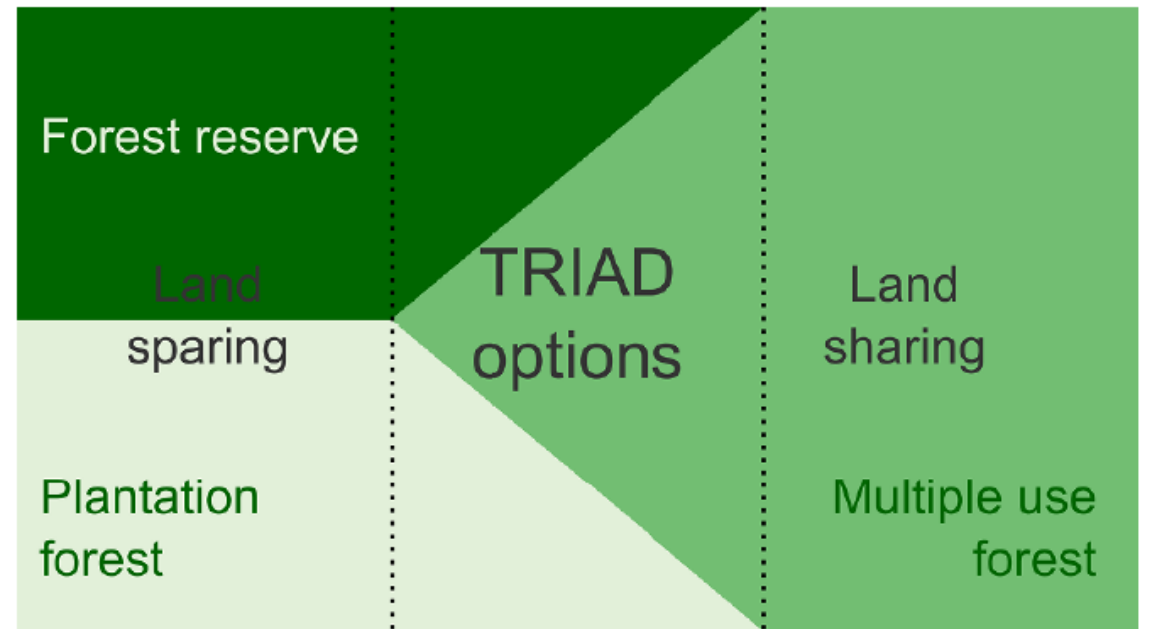 Forest reserve
Land
sparing
TRIAD
options
Land
sharing
Plantation
forest
Multiple use
forest